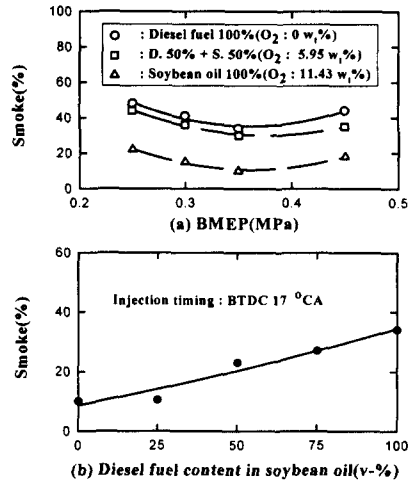 ○ : Diesel fuel 100%(O2 : 0 wt%)
□ : D. 50% + S. 50%(O2 : 5.95 wt%)
△ : Soybean oil 100%(O2 : 11.43 wt%)
Smoke(%)
100
80
60
40
20
0
0.2 0.3 0.4 0.5
(a) BMEP(MPa)
Smoke(%)
60
40
20
0
Injection timing : BTDC 17 °CA
0 25 50 75 100
(b) Diesel fuel content in soybean oil(v-%)